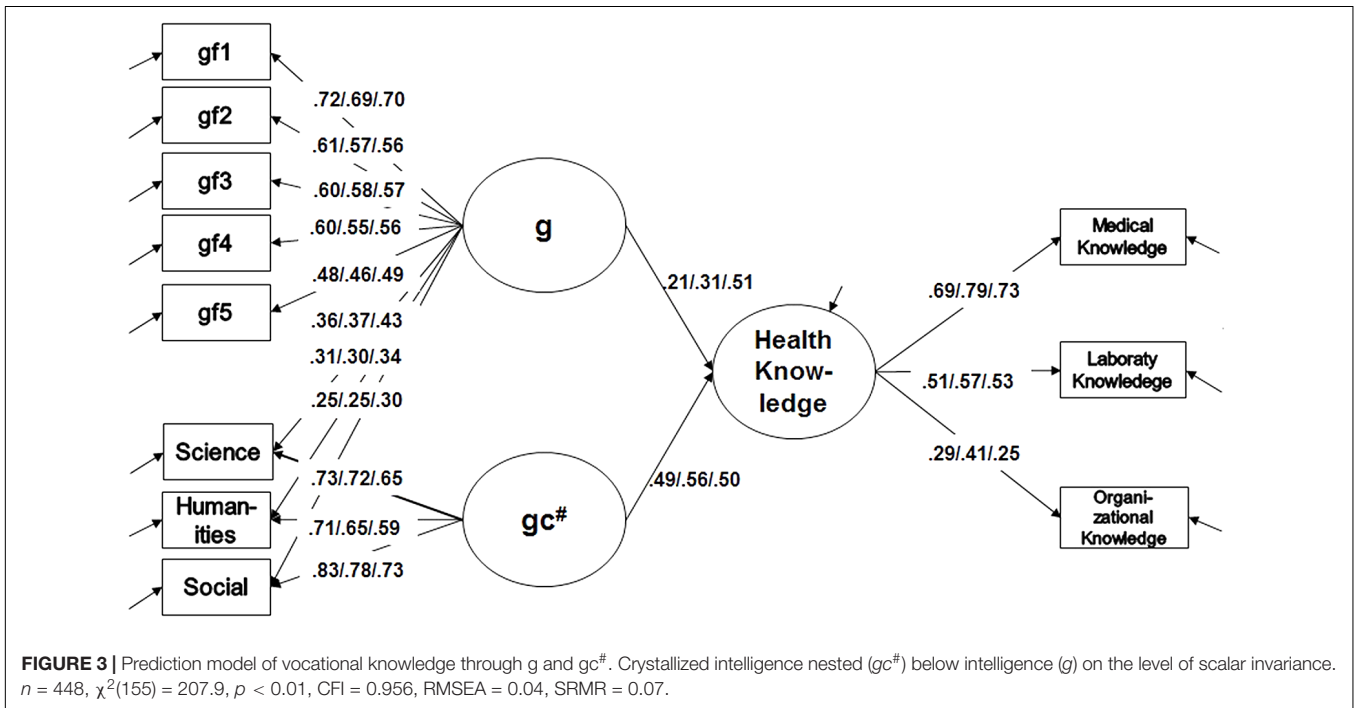 gf1
gf2
gf3
gf4
gf5
Science
Human-
ities
Social
.72/.69/.70
.61/.57/.56
.60/.58/.57
.60/.55/.56
.48/.46/.49
.36/.37/.43
.31/.30/.34
.25/.25/.30
.73/.72/.65
.71/.65/.59
.83/.78/.73
g
gc#
.21/.31/.51
.49/.56/.50
Health
Know-
ledge
.69/.79/.73
.51/.57/.53
.29/.41/.25
Medical
Knowledge
Laboraty
Knowledege
Organi-
zational
Knowledge
FIGURE 3 | Prediction model of vocational knowledge through g and gc#. Crystallized intelligence nested (gc#) below intelligence (g) on the level of scalar invariance.
n = 448, χ2(155) = 207.9, p < 0.01, CFI = 0.956, RMSEA = 0.04, SRMR = 0.07.